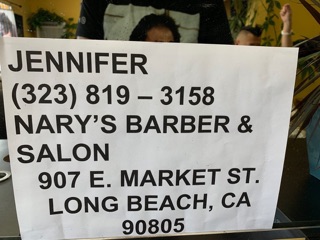 JENNIFER
(323) 819 – 3158
NARY'S BARBER &
SALON
907 E. MARKET ST.
LONG BEACH, CA
90805